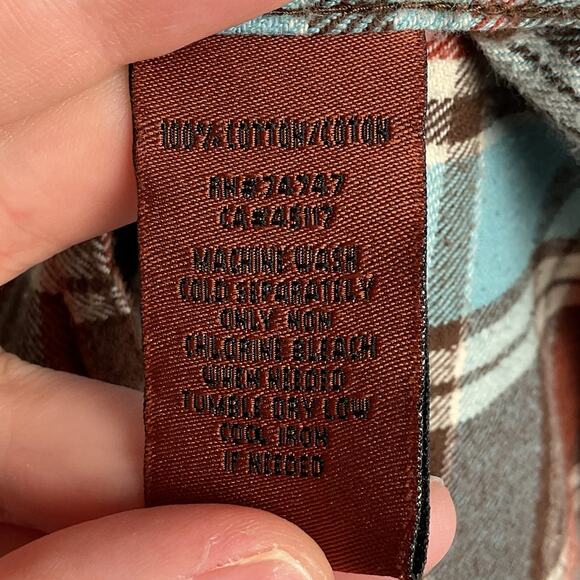 100% COTTON/COTON
RN#74747
CA#45117
MACHINE WASH
COLD SEPARATELY
ONLY NON
CHLORINE BLEACH
WHEN NEEDED
TUMBLE DRY LOW
COOL IRON
IF NEEDED